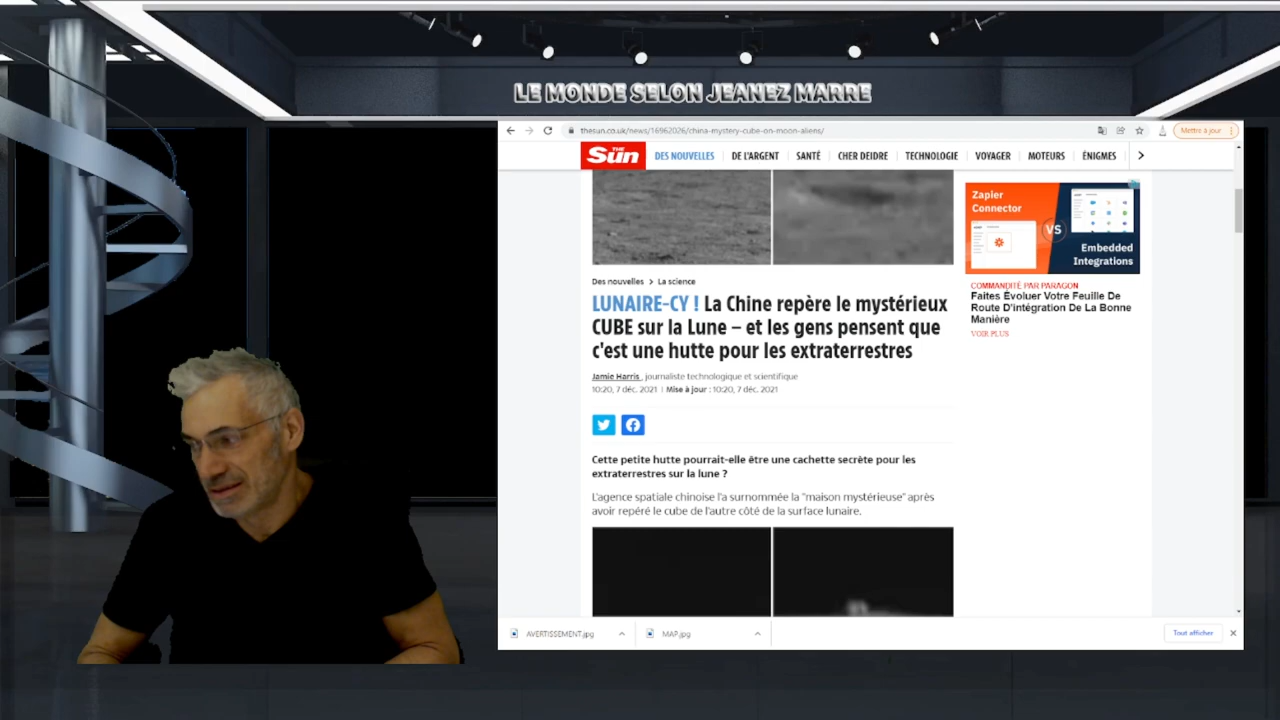 LE MONDE SELON JEANEZ MARRE
thesun.co.uk/news/16962026/china-mystery-cube-on-moon-aliens/
Mettre à jour
THE Sun
DES NOUVELLES
DE L'ARGENT
SANTÉ
CHER DEIDRE
TECHNOLOGIE
VOYAGER
MOTEURS
ÉNIGMES
Zapier
Connector
VS
Embedded
Integrations
Des nouvelles > La science
COMMANDITÉ PAR PARAGON
Faites Évoluer Votre Feuille De
Route D'intégration De La Bonne
Manière
VOIR PLUS
LUNAIRE-CY ! La Chine repère le mystérieux
CUBE sur la Lune – et les gens pensent que
c'est une hutte pour les extraterrestres
Jamie Harris , journaliste technologique et scientifique
10:20, 7 déc. 2021 | Mise à jour : 10:20, 7 déc. 2021
Cette petite hutte pourrait-elle être une cachette secrète pour les
extraterrestres sur la lune ?
L'agence spatiale chinoise l'a surnommée la "maison mystérieuse" après
avoir repéré le cube de l'autre côté de la surface lunaire.
AVERTISSEMENT.jpg
MAP.jpg
Tout afficher